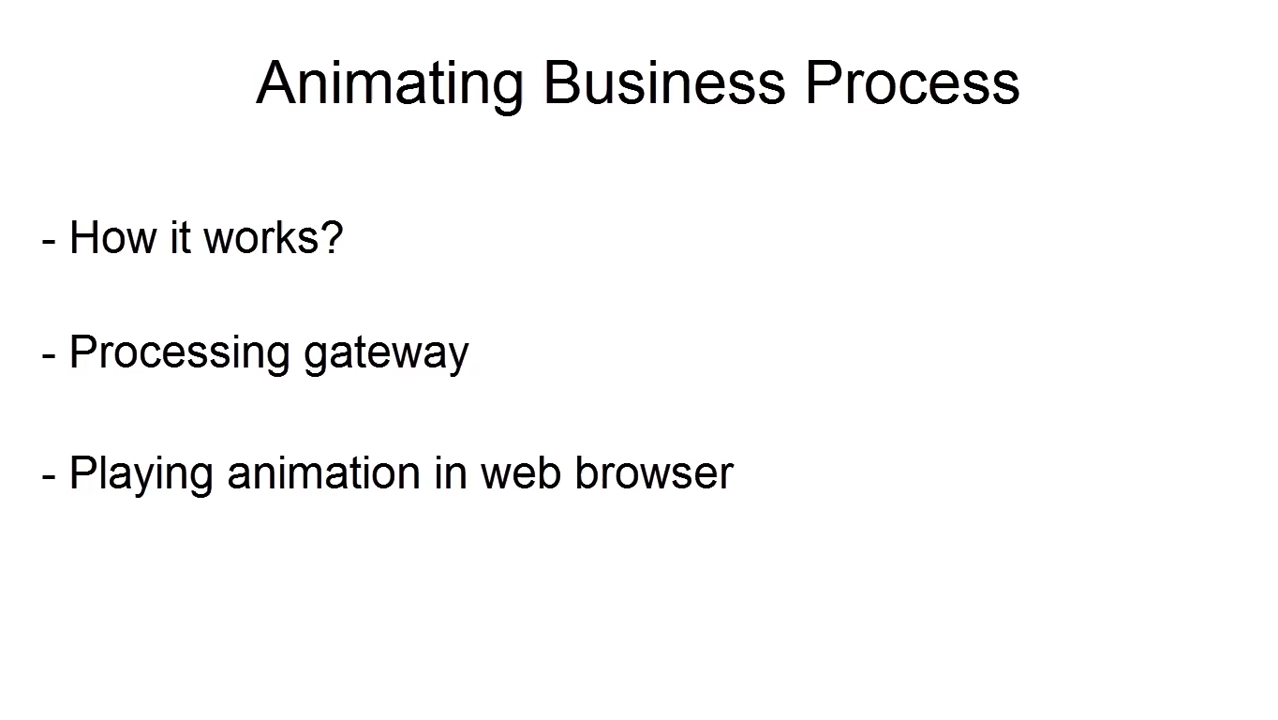 Animating Business Process
- How it works?
- Processing gateway
- Playing animation in web browser